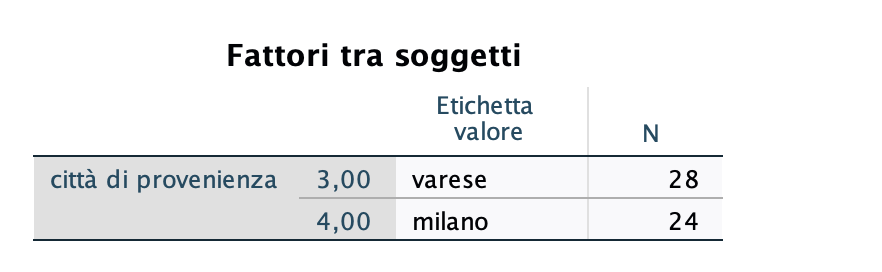 Fattori tra soggetti
Etichetta
valore
N
città di provenienza 3,00 varese 28
4,00 milano 24